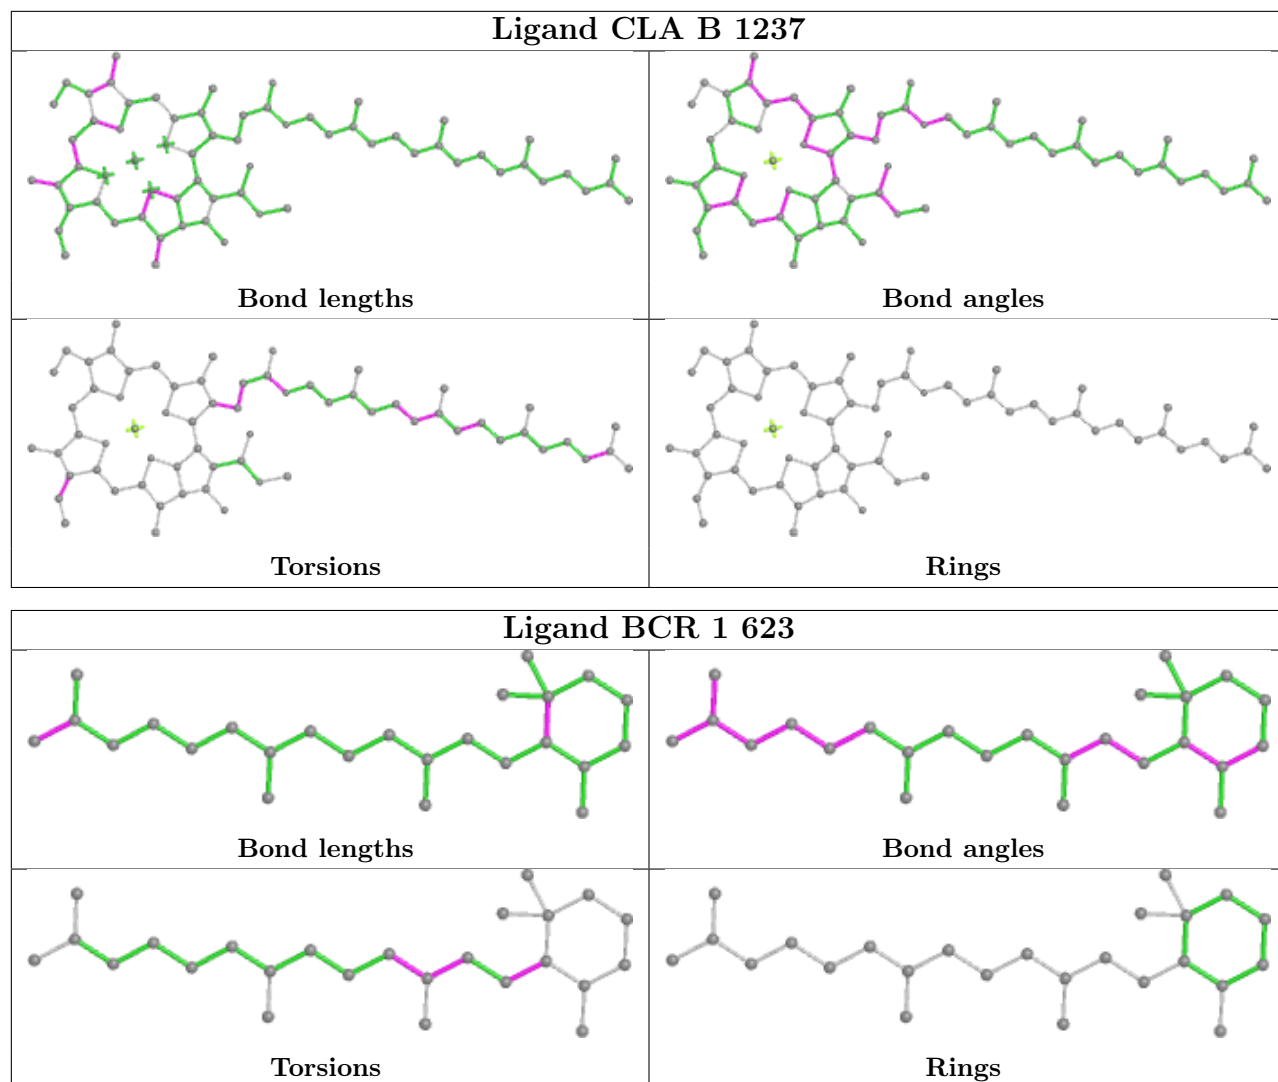 Ligand CLA B 1237
Bond lengths
Bond angles
Torsions
Rings
Ligand BCR 1 623
Bond lengths
Bond angles
Torsions
Rings